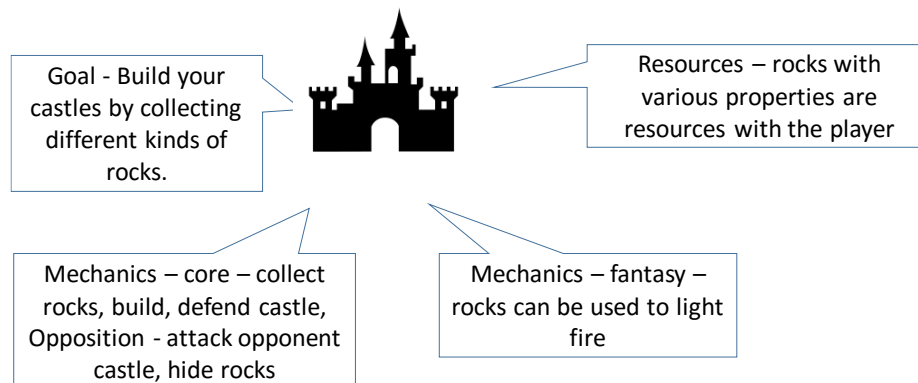 Goal - Build your
castles by collecting
different kinds of
rocks.
Resources – rocks with
various properties are
resources with the player
Mechanics – core – collect
rocks, build, defend castle,
Opposition - attack opponent
castle, hide rocks
Mechanics – fantasy –
rocks can be used to light
fire